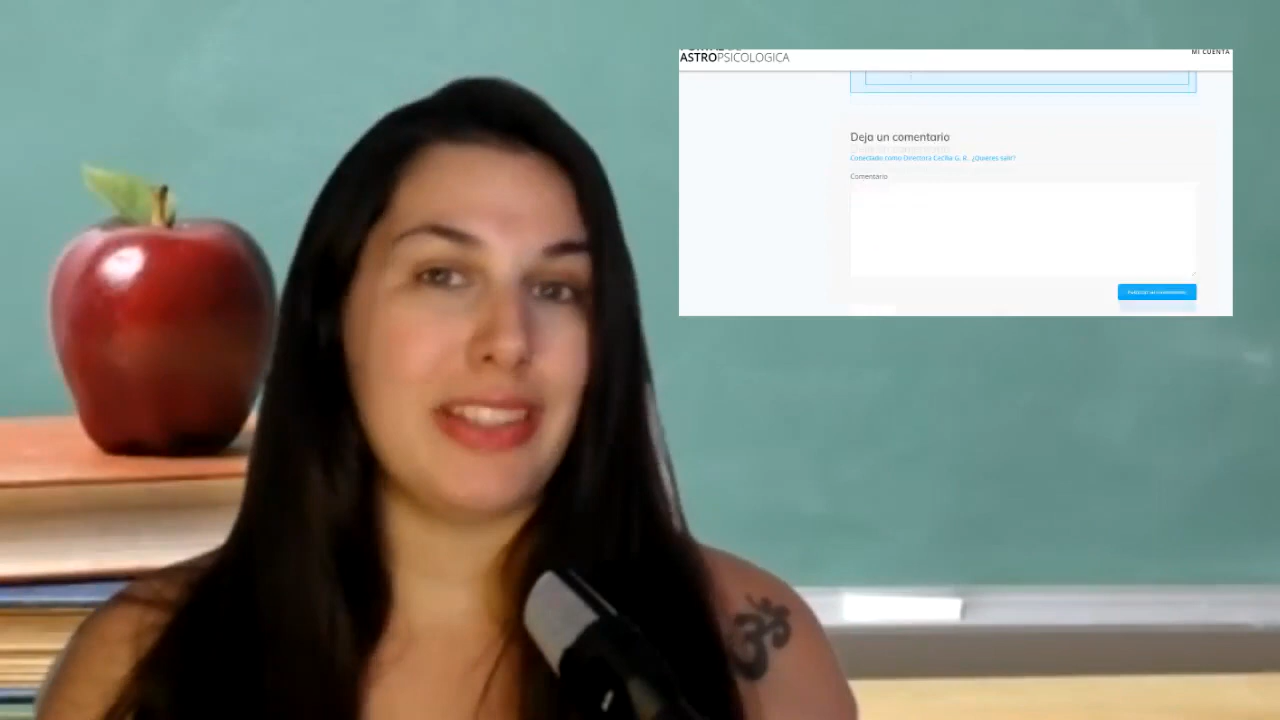 ASTROPSICOLOGICA
MI CUENTA
Deja un comentario
Conectado como Directora Cecilia G. R.. ¿Quieres salir?
Comentario